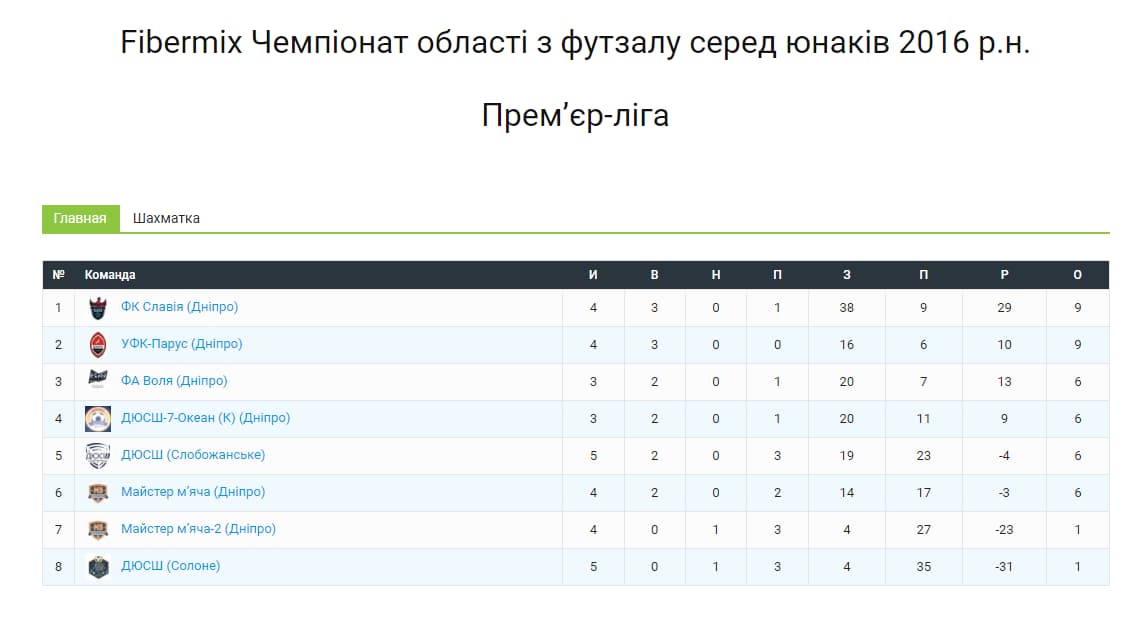 Fibermix Чемпіонат області з футзалу серед юнаків 2016 р.н.
Прем’єр-ліга
Главная Шахматка
№ Команда И В Н П З П Р О
1 ФК Славія (Дніпро) 4 3 0 1 38 9 29 9
2 УФК-Парус (Дніпро) 4 3 0 0 16 6 10 9
3 ФА Воля (Дніпро) 3 2 0 1 20 7 13 6
4 ДЮСШ-7-Океан (К) (Дніпро) 3 2 0 1 20 11 9 6
5 ДЮСШ (Слобожанське) 5 2 0 3 19 23 -4 6
6 Майстер м’яча (Дніпро) 4 2 0 2 14 17 -3 6
7 Майстер м’яча-2 (Дніпро) 4 0 1 3 4 27 -23 1
8 ДЮСШ (Солоне) 5 0 1 3 4 35 -31 1